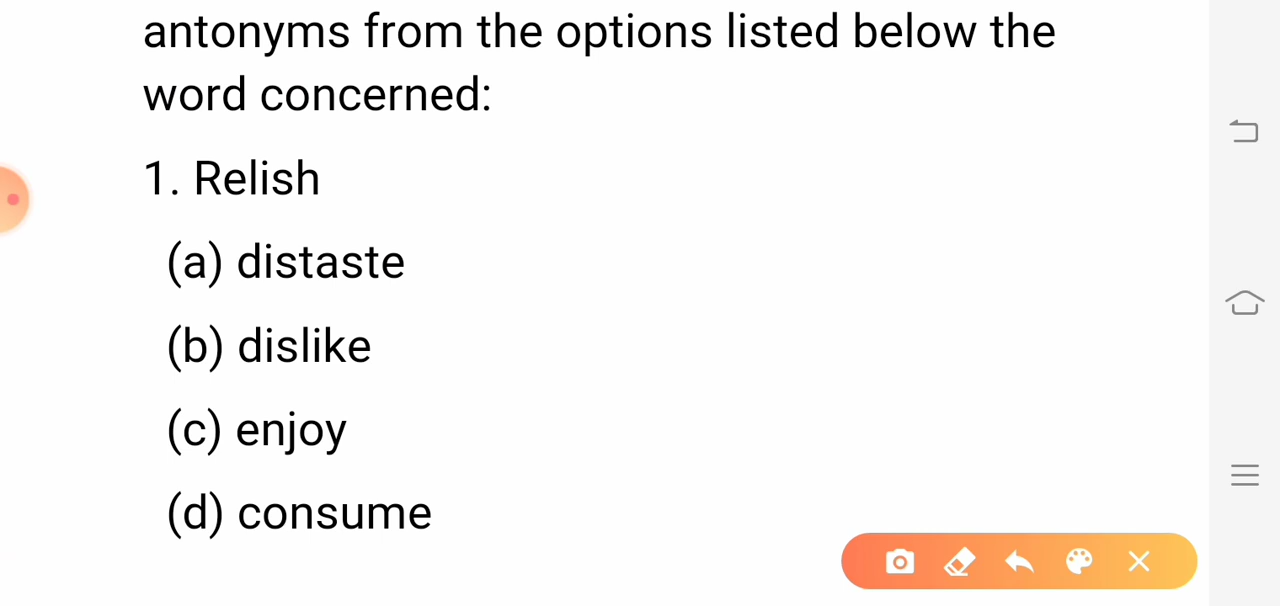 antonyms from the options listed below the
word concerned:
1. Relish
(a) distaste
(b) dislike
(c) enjoy
(d) consume